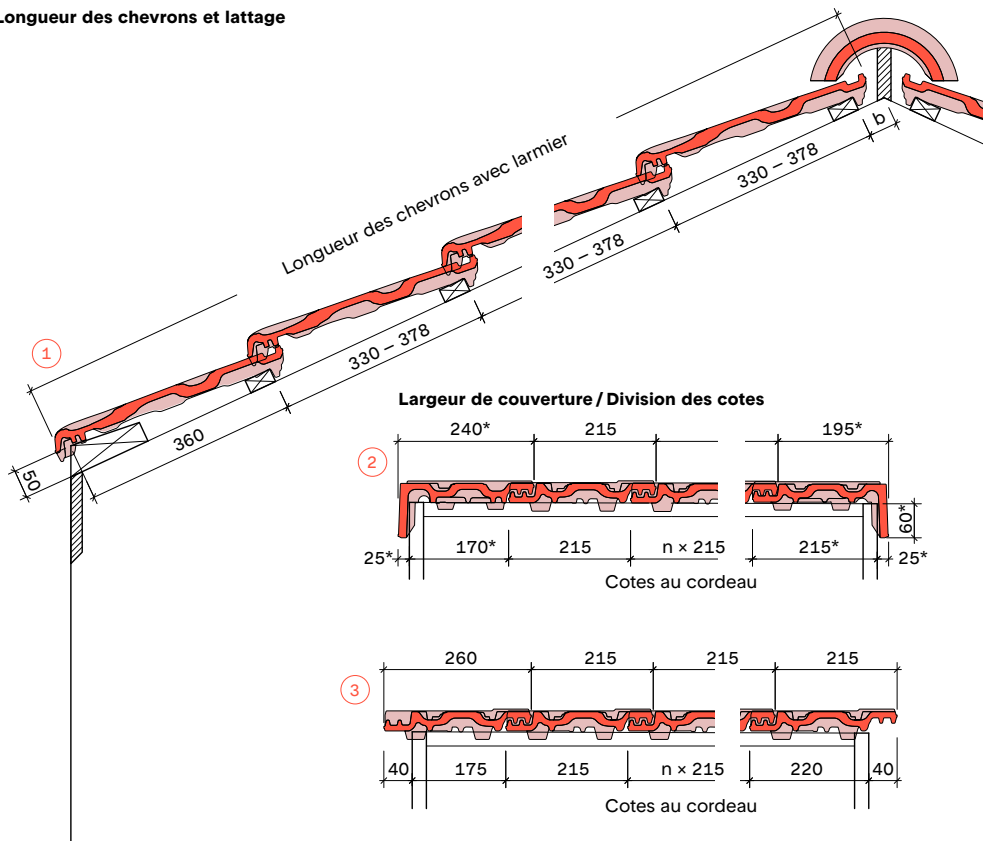 Longueur des chevrons et lattage
Longueur des chevrons avec larmier
b
330 – 378
330 – 378
330 – 378
360
50
1
Largeur de couverture / Division des cotes
2
240* 215 195*
60*
25* 170* 215 n × 215 215* 25*
Cotes au cordeau
3
260 215 215 215
40 175 215 n × 215 220 40
Cotes au cordeau